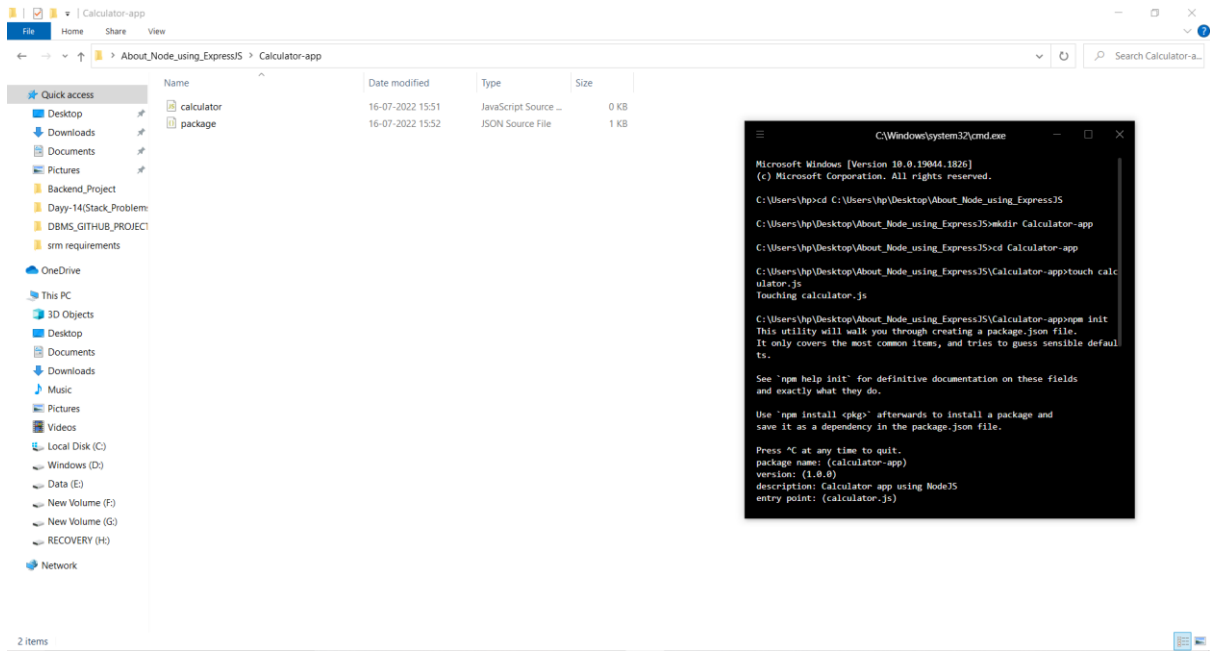 Calculator-app
File Home Share View
About_Node_using_ExpressJS > Calculator-app
Search Calculator-a...
Name Date modified Type Size
calculator 16-07-2022 15:51 JavaScript Source ... 0 KB
package 16-07-2022 15:52 JSON Source File 1 KB
Quick access
Desktop
Downloads
Documents
Pictures
Backend_Project
Dayy-14(Stack_Problems
DBMS_GITHUB_PROJECT
srm requirements
OneDrive
This PC
3D Objects
Desktop
Documents
Downloads
Music
Pictures
Videos
Local Disk (C:)
Windows (D:)
Data (E:)
New Volume (F:)
New Volume (G:)
RECOVERY (H:)
Network
2 items
C:\Windows\system32\cmd.exe
Microsoft Windows [Version 10.0.19044.1826]
(c) Microsoft Corporation. All rights reserved.
C:\Users\hp>cd C:\Users\hp\Desktop\About_Node_using_ExpressJS
C:\Users\hp\Desktop\About_Node_using_ExpressJS>mkdir Calculator-app
C:\Users\hp\Desktop\About_Node_using_ExpressJS>cd Calculator-app
C:\Users\hp\Desktop\About_Node_using_ExpressJS\Calculator-app>touch calc
ulator.js
Touching calculator.js
C:\Users\hp\Desktop\About_Node_using_ExpressJS\Calculator-app>npm init
This utility will walk you through creating a package.json file.
It only covers the most common items, and tries to guess sensible defaul
ts.
See `npm help init` for definitive documentation on these fields
and exactly what they do.
Use `npm install <pkg>` afterwards to install a package and
save it as a dependency in the package.json file.
Press ^C at any time to quit.
package name: (calculator-app)
version: (1.0.0)
description: Calculator app using NodeJS
entry point: (calculator.js)